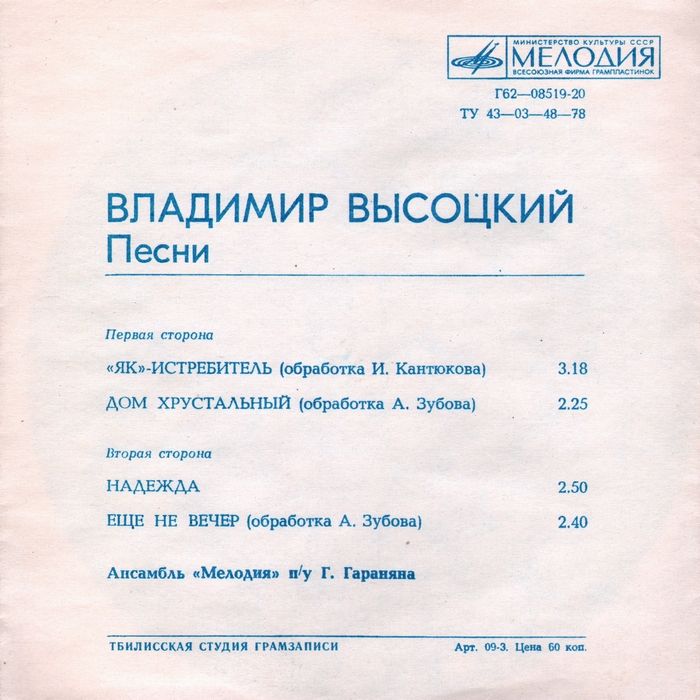 МИНИСТЕРСТВО КУЛЬТУРЫ СССР
МЕЛОДИЯ
ВСЕСОЮЗНАЯ ФИРМА ГРАМПЛАСТИНОК
Г62—08519-20
ТУ 43—03—48—78
ВЛАДИМИР ВЫСОЦКИЙ
Песни
Первая сторона
«ЯК»-ИСТРЕБИТЕЛЬ (обработка И. Кантюкова) 3.18
ДОМ ХРУСТАЛЬНЫЙ (обработка А. Зубова) 2.25
Вторая сторона
НАДЕЖДА 2.50
ЕЩЕ НЕ ВЕЧЕР (обработка А. Зубова) 2.40
Ансамбль «Мелодия» п/у Г. Гараняна
ТБИЛИССКАЯ СТУДИЯ ГРАМЗАПИСИ Арт. 09-3. Цена 60 коп.